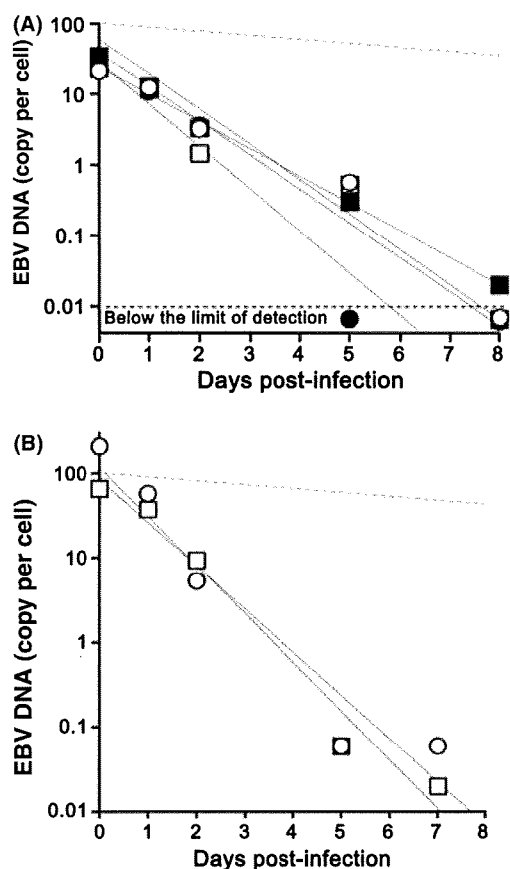 (A)
EBV DNA (copy per cell)
100
10
1
0.1
0.01
Below the limit of detection
0 1 2 3 4 5 6 7 8
Days post-infection
(B)
EBV DNA (copy per cell)
100
10
1
0.1
0.01
0 1 2 3 4 5 6 7 8
Days post-infection